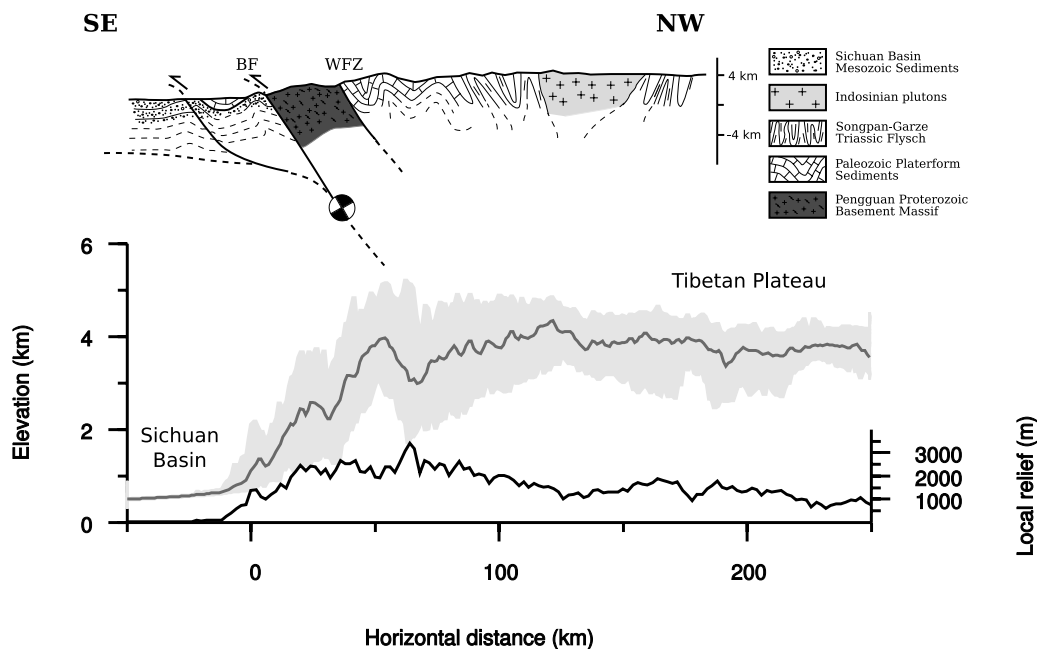 SE
NW
BF
WFZ
4 km
-4 km
Sichuan Basin
Mesozoic Sediments
Indosinian plutons
Songpan-Garze
Triassic Flysch
Paleozoic Platerform
Sediments
Pengguan Proterozoic
Basement Massif
6
4
2
0
Elevation (km)
Tibetan Plateau
Sichuan
Basin
3000
2000
1000
Local relief (m)
0
100
200
Horizontal distance (km)